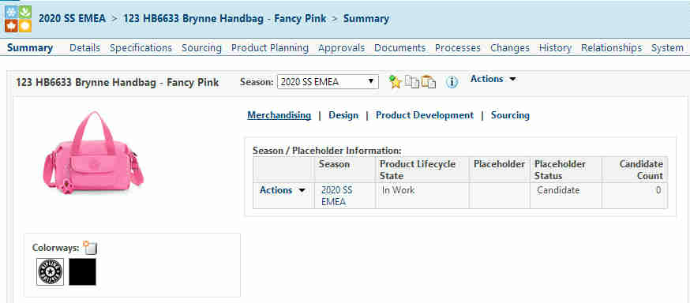 2020 SS EMEA > 123 HB6633 Brynne Handbag - Fancy Pink > Summary
Summary Details Specifications Sourcing Product Planning Approvals Documents Processes Changes History Relationships System
123 HB6633 Brynne Handbag - Fancy Pink Season: 2020 SS EMEA Actions
Merchandising | Design | Product Development | Sourcing
Season / Placeholder Information:
Season Product Lifecycle State Placeholder Placeholder Status Candidate Count
Actions 2020 SS EMEA In Work Candidate 0
Colorways: